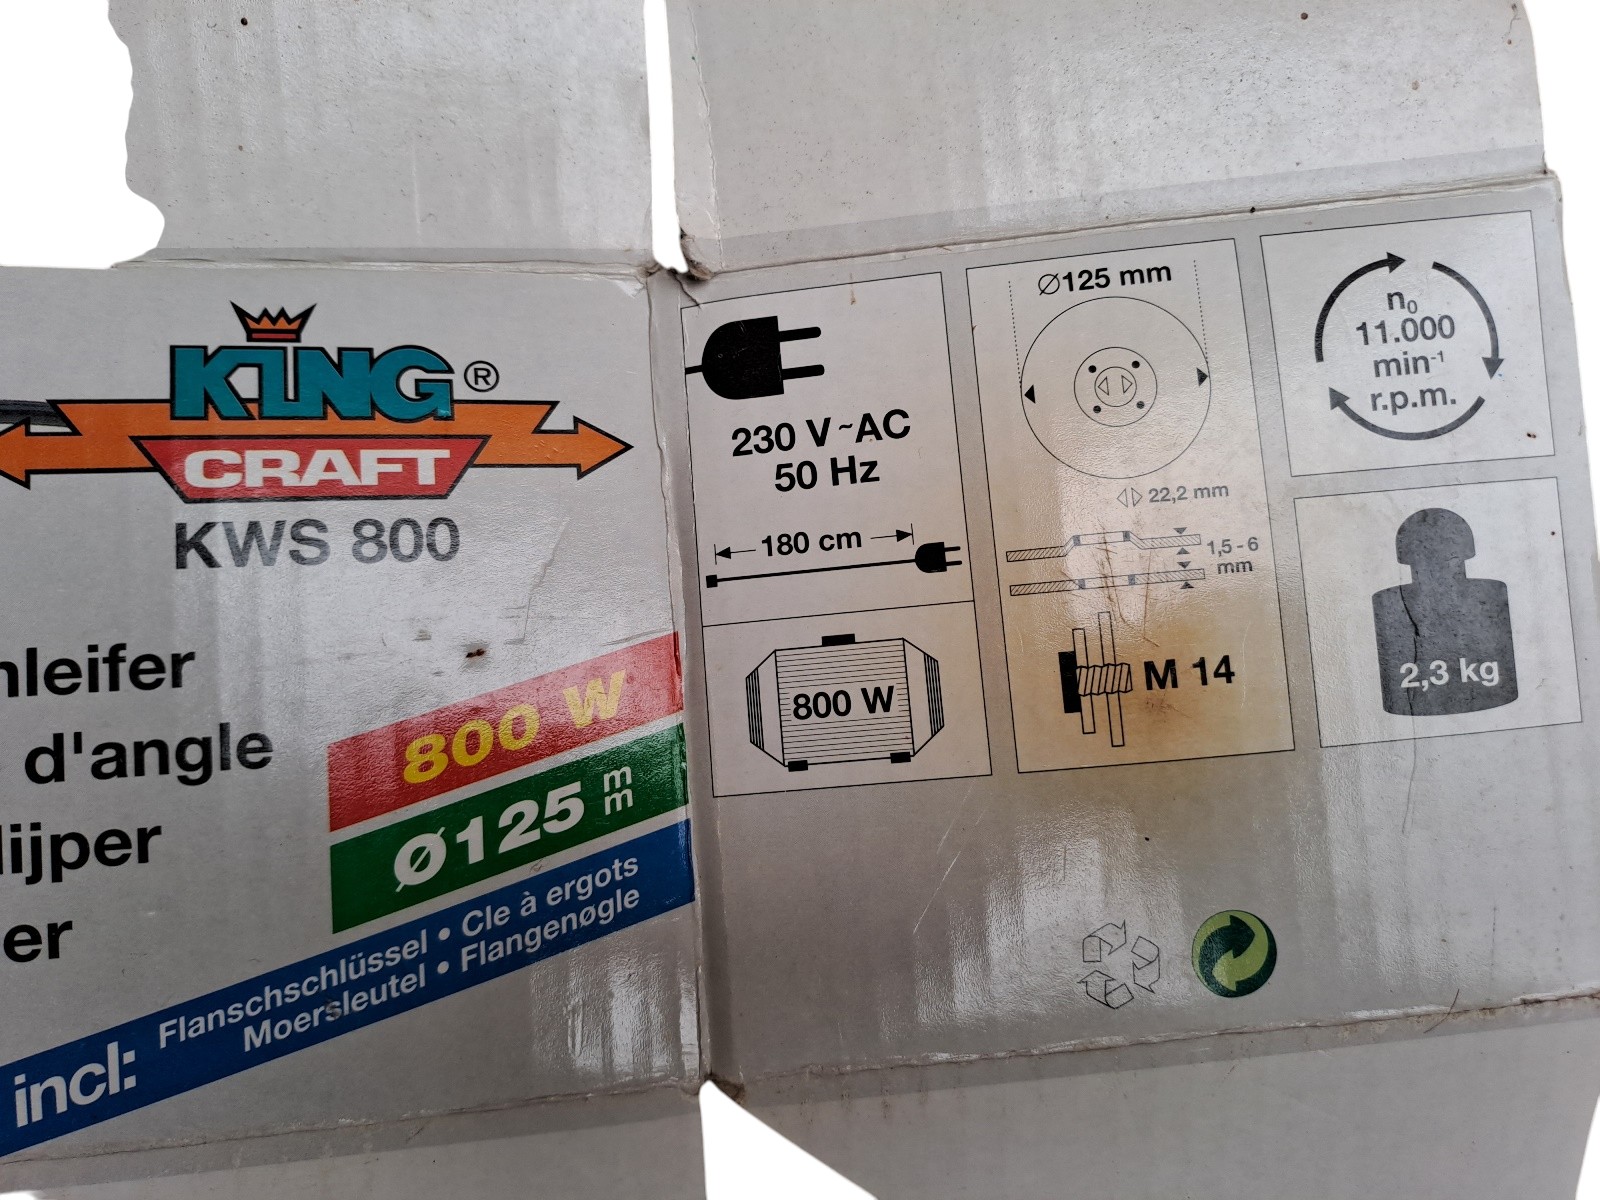 KING ®
CRAFT
KWS 800
hleifer
d'angle
lijper
er
800 W
Ø125 mm
incl:
Flanschschlüssel • Cle à ergots
Moersleutel • Flangenøgle
230 V ~AC
50 Hz
180 cm
800 W
Ø125 mm
22,2 mm
1,5 - 6
mm
M 14
n₀
11.000
min⁻¹
r.p.m.
2,3 kg